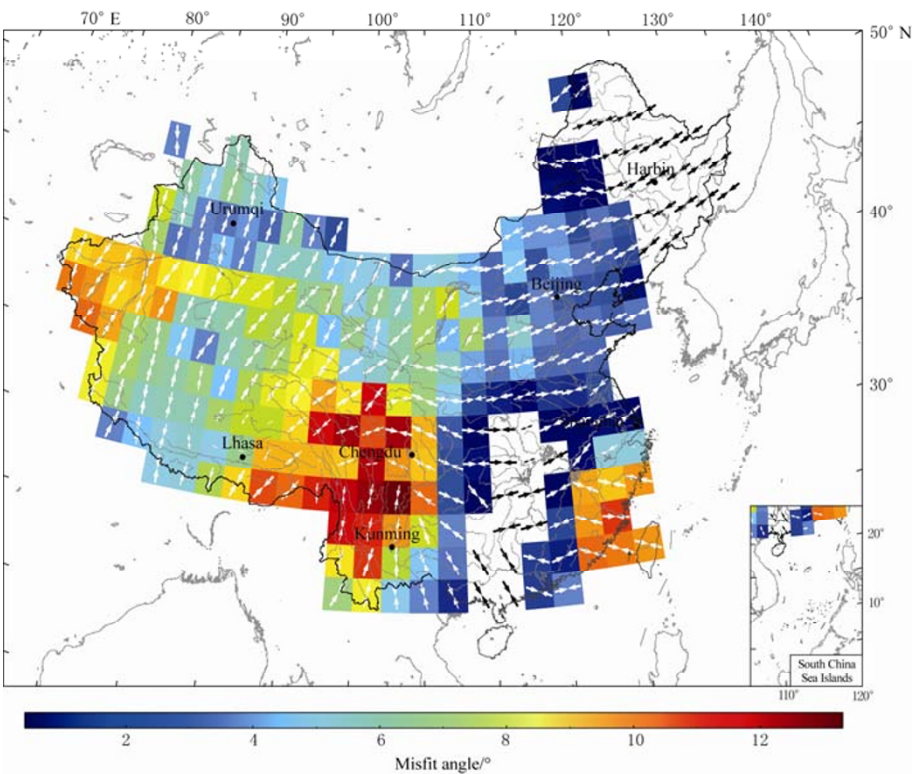 70° E 80° 90° 100° 110° 120° 130° 140°
50° N
Harbin
Urumqi
40°
Beijing
30°
Lhasa
Chengdu
Kunming
20°
10°
South China
Sea Islands
110° 120°
2 4 6 8 10 12
Misfit angle/°